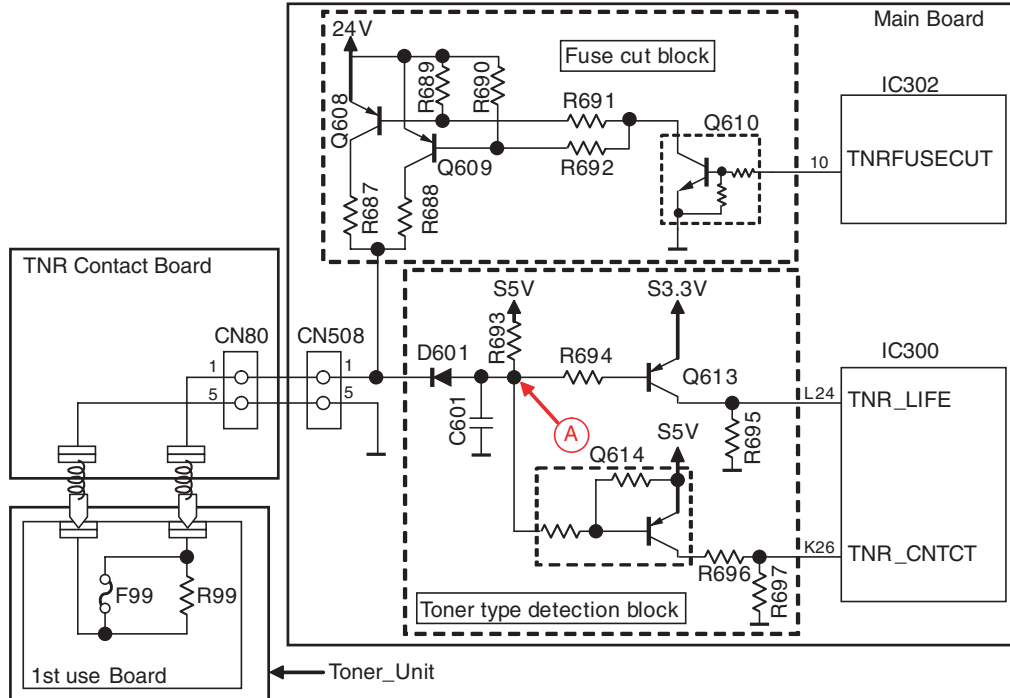 Main Board
24V
Fuse cut block
IC302
R689
R690
Q608
R691
Q610
TNRFUSECUT
10
Q609
R692
R687
R688
TNR Contact Board
S5V
S3.3V
CN80
CN508
R693
D601
R694
IC300
1
1
Q613
L24
TNR_LIFE
5
5
C601
A
R695
S5V
Q614
K26
TNR_CNTCT
R696
R697
F99
R99
Toner type detection block
1st use Board
Toner_Unit